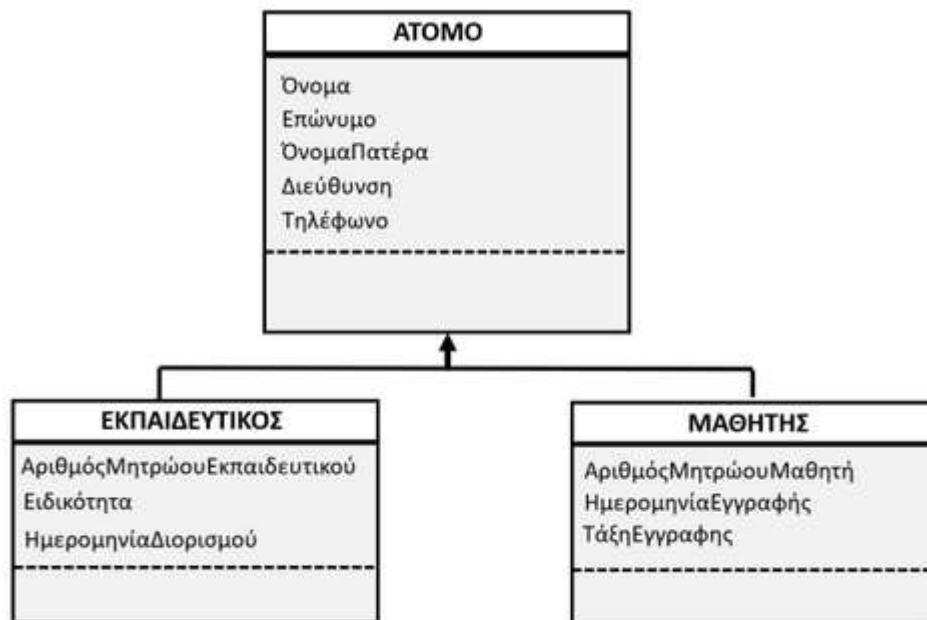 ΑΤΟΜΟ
Όνομα
Επώνυμο
ΌνομαΠατέρα
Διεύθυνση
Τηλέφωνο
ΕΚΠΑΙΔΕΥΤΙΚΟΣ
ΑριθμόςΜητρώουΕκπαιδευτικού
Ειδικότητα
ΗμερομηνίαΔιορισμού
ΜΑΘΗΤΗΣ
ΑριθμόςΜητρώουΜαθητή
ΗμερομηνίαΕγγραφής
ΤάξηΕγγραφης